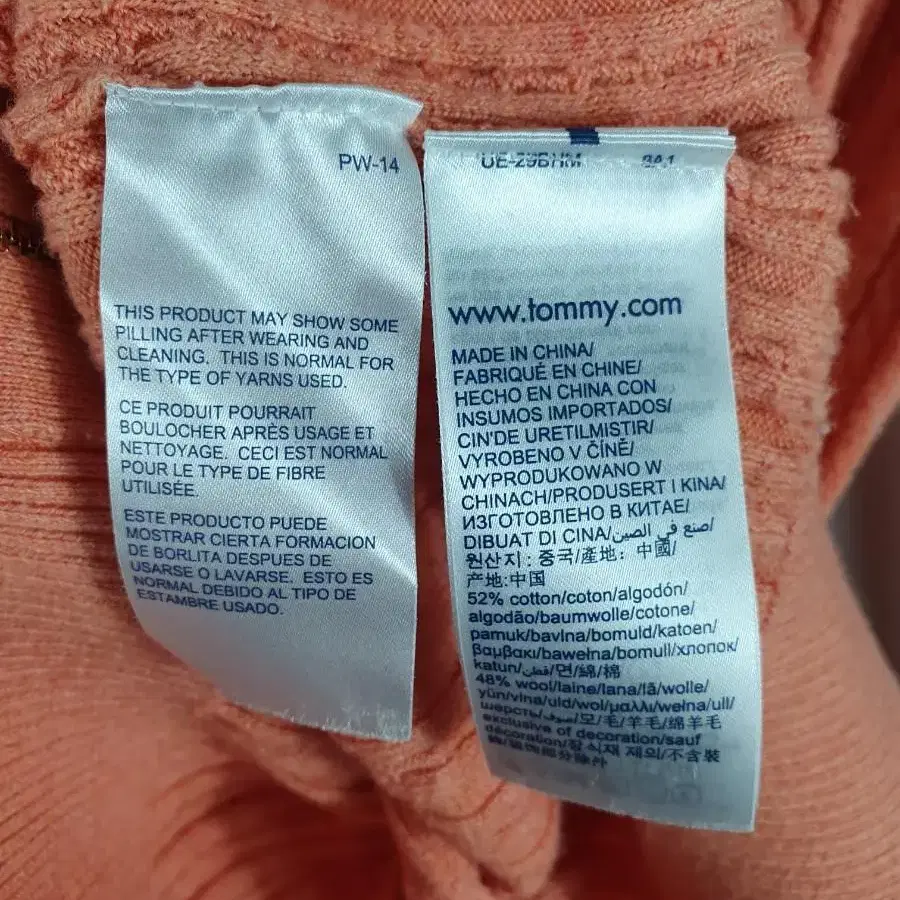 PW-14
THIS PRODUCT MAY SHOW SOME
PILLING AFTER WEARING AND
CLEANING. THIS IS NORMAL FOR
THE TYPE OF YARNS USED.
CE PRODUIT POURRAIT
BOULOCHER APRÈS USAGE ET
NETTOYAGE. CECI EST NORMAL
POUR LE TYPE DE FIBRE
UTILISÉE.
ESTE PRODUCTO PUEDE
MOSTRAR CIERTA FORMACION
DE BORLITA DESPUES DE
USARSE O LAVARSE. ESTO ES
NORMAL DEBIDO AL TIPO DE
ESTAMBRE USADO.
www.tommy.com
MADE IN CHINA/
FABRIQUÉ EN CHINE/
HECHO EN CHINA CON
INSUMOS IMPORTADOS/
CIN'DE URETILMISTIR/
VYROBENO V ČÍNĚ/
WYPRODUKOWANO W
CHINACH/PRODUSERT I KINA/
ИЗГОТОВЛЕНО В КИТАЕ/
DIBUAT DI CINA/صنع في الصين/
원산지 : 중국/產地: 中國/
产地:中国
52% cotton/coton/algodón/
algodão/baumwolle/cotone/
pamuk/bavlna/bomuld/katoen/
βαμβακι/bawełna/bomull/хлопок/
katun/قطن/면/綿/棉
48% wool/laine/lana/lã/wolle/
yün/vlna/uld/wol/μαλλι/wełna/ull/
шерсть/صوف/모/毛/羊毛/绵羊毛
exclusive of decoration/sauf
décoration/장식재 제외/不含裝
飾/装饰部分除外